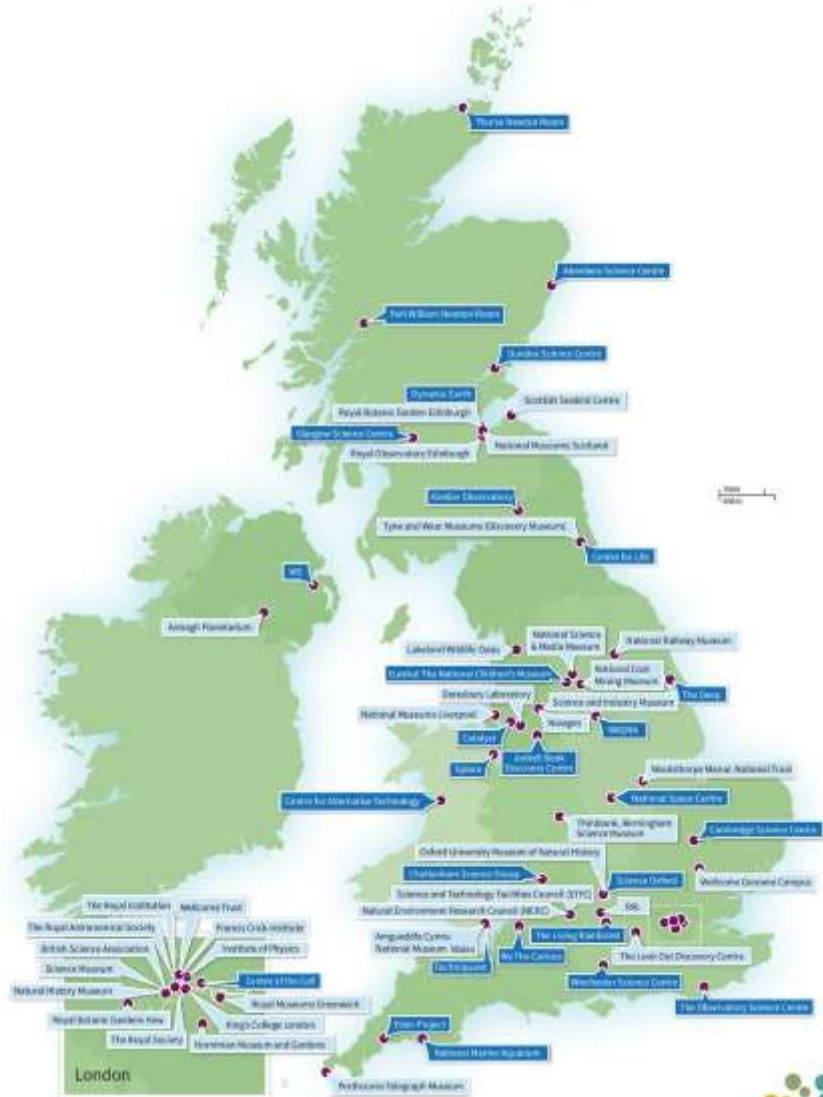 Thurso Newton Room
Aberdeen Science Centre
Fort William Newton Room
Dundee Science Centre
Dynamic Earth
Scottish Seabird Centre
Royal Botanic Garden Edinburgh
Glasgow Science Centre
National Museums Scotland
Royal Observatory Edinburgh
Kielder Observatory
Tyne and Wear Museums (Discovery Museum)
Centre for Life
W5
Armagh Planetarium
National Science
& Media Museum
National Railway Museum
Lakeland Wildlife Oasis
Eureka! The National Children's Museum
National Coal
Mining Museum
The Deep
Daresbury Laboratory
Science and Industry Museum
National Museums Liverpool
MAGNA
Catalyst
Jodrell Bank
Discovery Centre
Xplore
Woolsthorpe Manor, National Trust
Centre for Alternative Technology
National Space Centre
Thinktank, Birmingham
Science Museum
Cambridge Science Centre
Oxford University Museum of Natural History
Cheltenham Science Group
Science Oxford
Wellcome Genome Campus
Science and Technology Facilities Council (STFC)
Natural Environment Research Council (NERC)
The Living Rainforest
Amgueddfa Cymru
National Museum Wales
We The Curious
The Look Out Discovery Centre
Techniquest
Winchester Science Centre
The Observatory Science Centre
The Royal Institution
Wellcome Trust
The Royal Astronomical Society
Francis Crick Institute
British Science Association
Institute of Physics
Science Museum
Centre of the Cell
Natural History Museum
Royal Museums Greenwich
Royal Botanic Gardens Kew
King's College London
The Royal Society
Horniman Museum and Gardens
Eden Project
National Marine Aquarium
London
Porthcurno Telegraph Museum